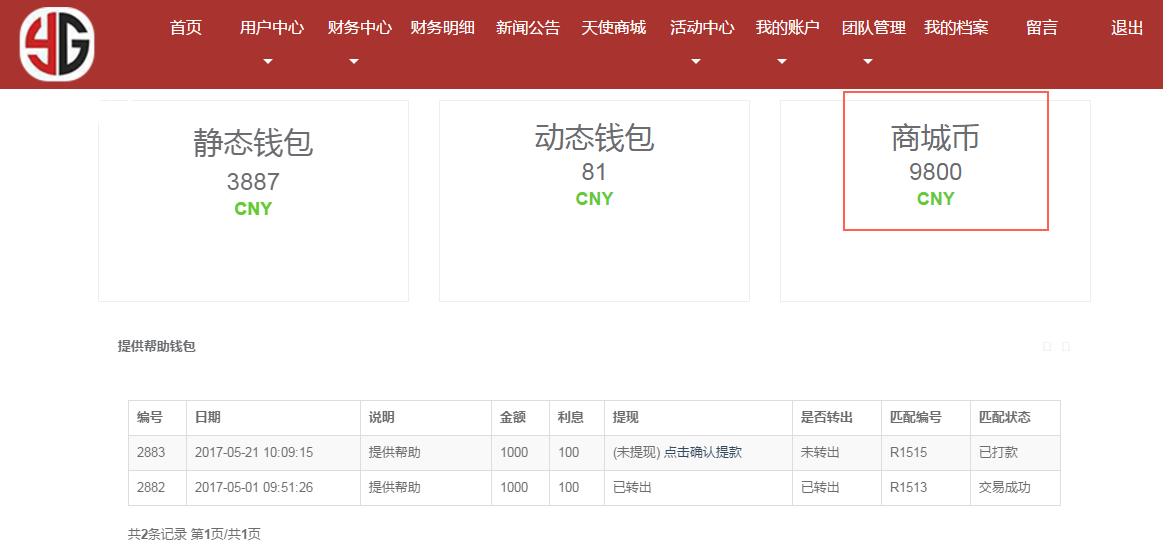 YG
首页 用户中心 财务中心 财务明细 新闻公告 天使商城 活动中心 我的账户 团队管理 我的档案 留言 退出
静态钱包 动态钱包 商城币
3887 81 9800
CNY CNY CNY
提供帮助钱包
编号 日期 说明 金额 利息 提现 是否转出 匹配编号 匹配状态
2883 2017-05-21 10:09:15 提供帮助 1000 100 (未提现) 点击确认提款 未转出 R1515 已打款
2882 2017-05-01 09:51:26 提供帮助 1000 100 已转出 已转出 R1513 交易成功
共2条记录 第1页/共1页